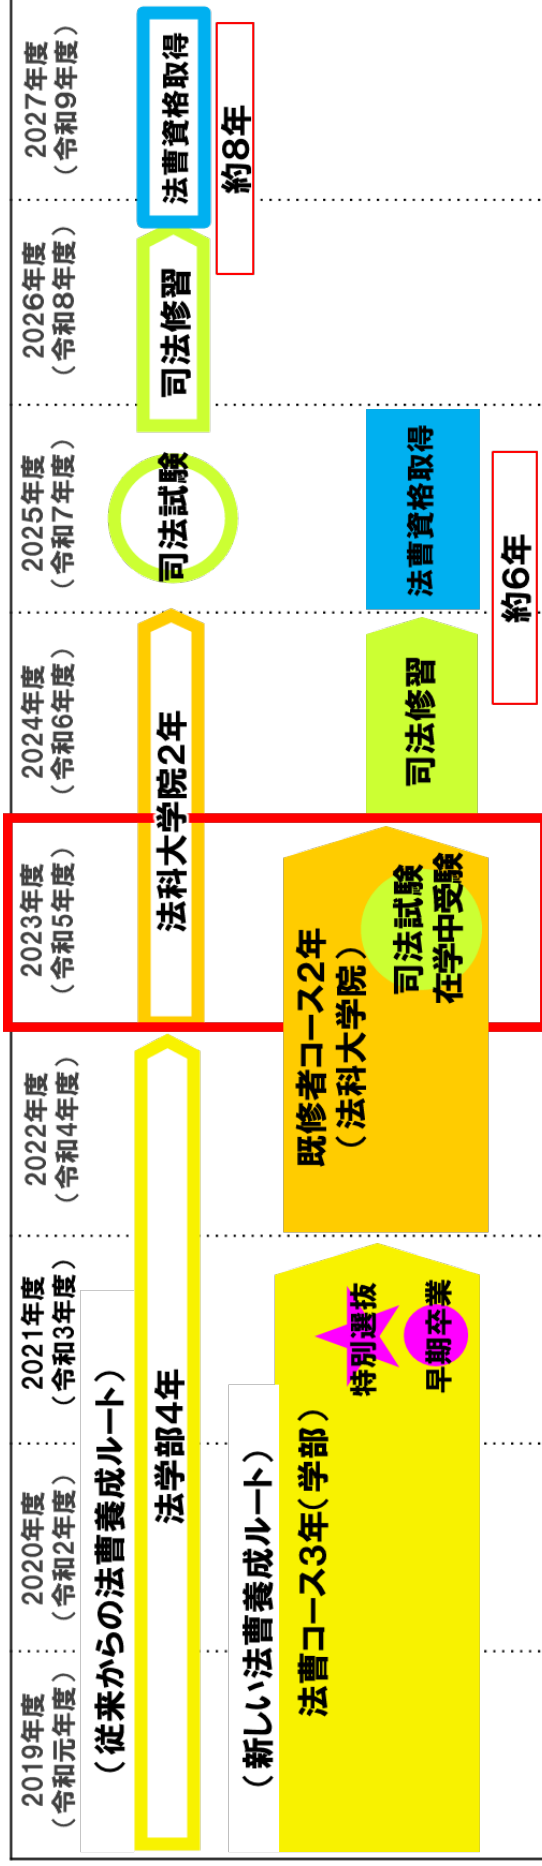 2019年度
(令和元年度)
2020年度
(令和2年度)
2021年度
(令和3年度)
2022年度
(令和4年度)
2023年度
(令和5年度)
2024年度
(令和6年度)
2025年度
(令和7年度)
2026年度
(令和8年度)
2027年度
(令和9年度)
(従来からの法曹養成ルート)
法学部4年
法科大学院2年
司法試験
司法修習
法曹資格取得
約8年
(新しい法曹養成ルート)
法曹コース3年(学部)
特別選抜
早期卒業
既修者コース2年
(法科大学院)
司法試験
在学中受験
司法修習
法曹資格取得
約6年